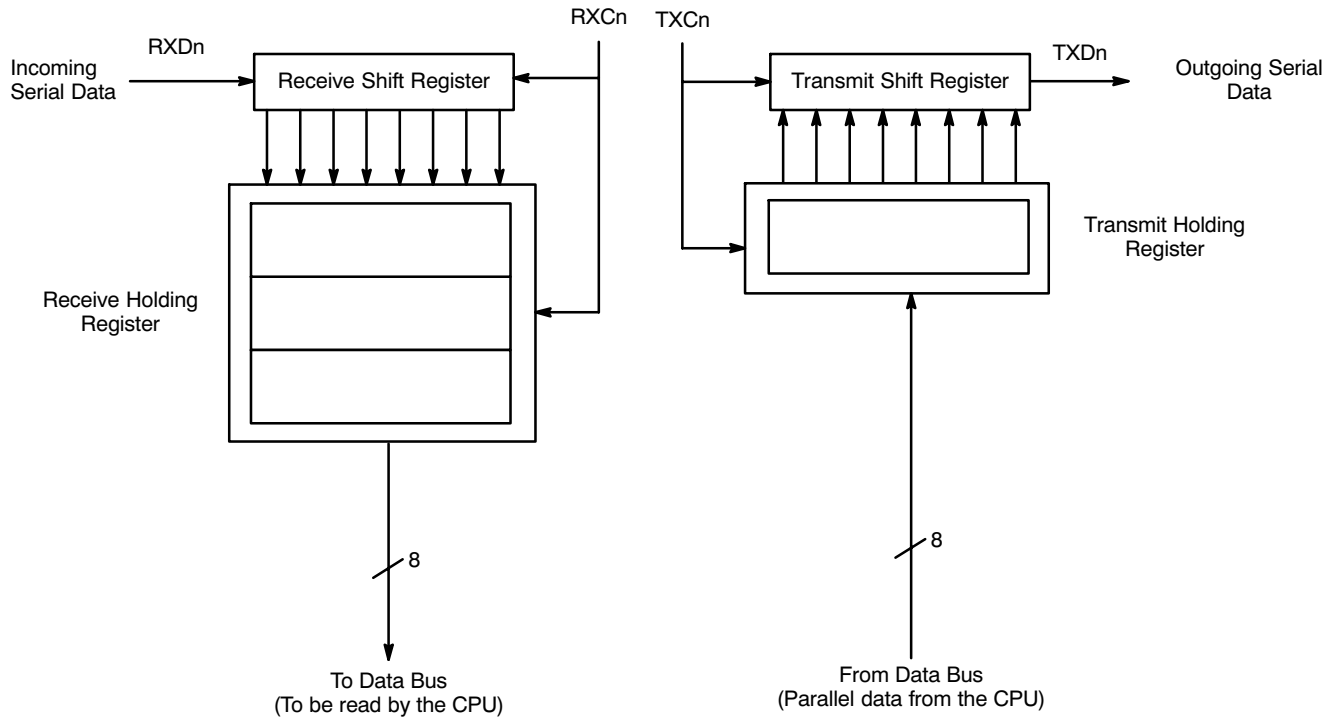 RXCn
TXCn
Incoming
Serial Data
RXDn
Receive Shift Register
Transmit Shift Register
TXDn
Outgoing Serial
Data
Receive Holding
Register
Transmit Holding
Register
8
8
To Data Bus
(To be read by the CPU)
From Data Bus
(Parallel data from the CPU)